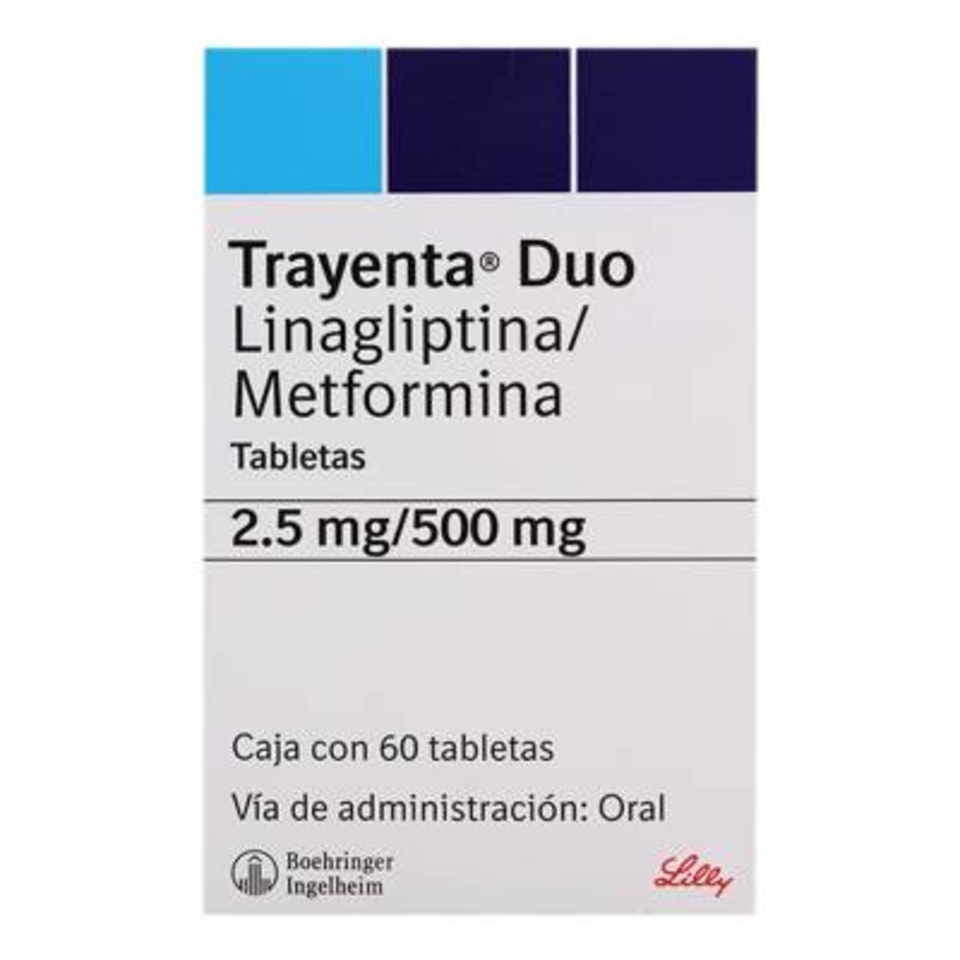 Trayenta® Duo
Linagliptina/
Metformina
Tabletas
2.5 mg/500 mg
Caja con 60 tabletas
Vía de administración: Oral
Boehringer
Ingelheim
Lilly